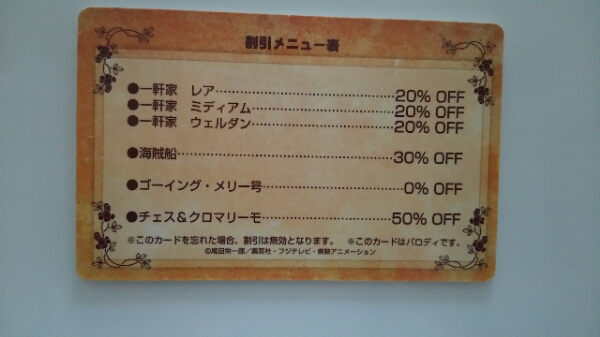 割引メニュー表
●一軒家 レア……………………………20% OFF
●一軒家 ミディアム……………………20% OFF
●一軒家 ウェルダン……………………20% OFF
●海賊船…………………………………30% OFF
●ゴーイング・メリー号………………0% OFF
●チェス&クロマリーモ………………50% OFF
※このカードを忘れた場合、割引は無効となります。 ※このカードはパロディです。
©尾田栄一郎/集英社・フジテレビ・東映アニメーション